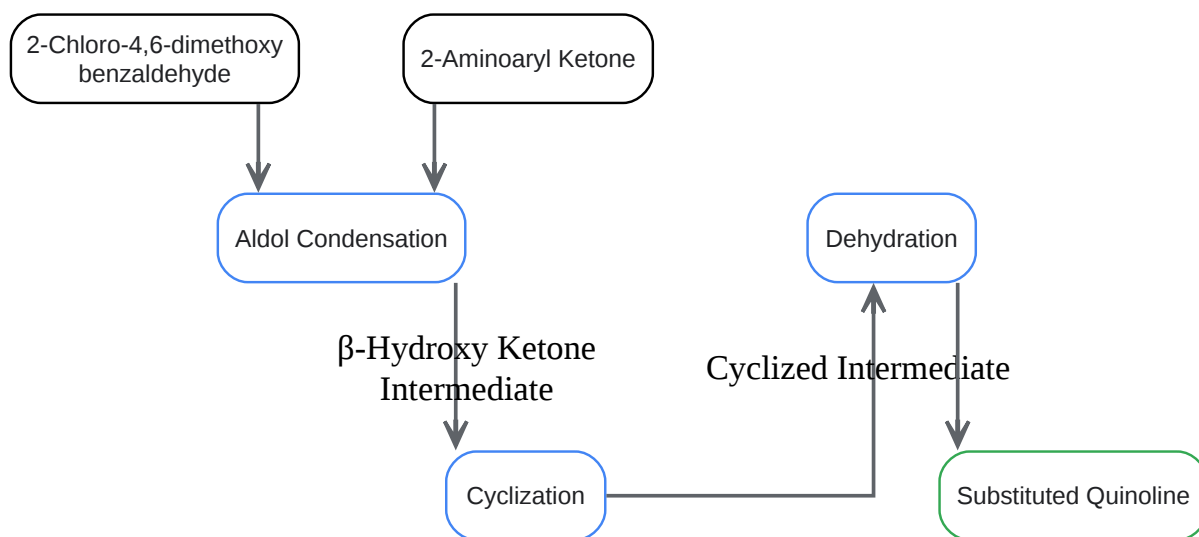 2-Chloro-4,6-dimethoxy
benzaldehyde
2-Aminoaryl Ketone
Aldol Condensation
Dehydration
β-Hydroxy Ketone
Intermediate
Cyclized Intermediate
Cyclization
Substituted Quinoline